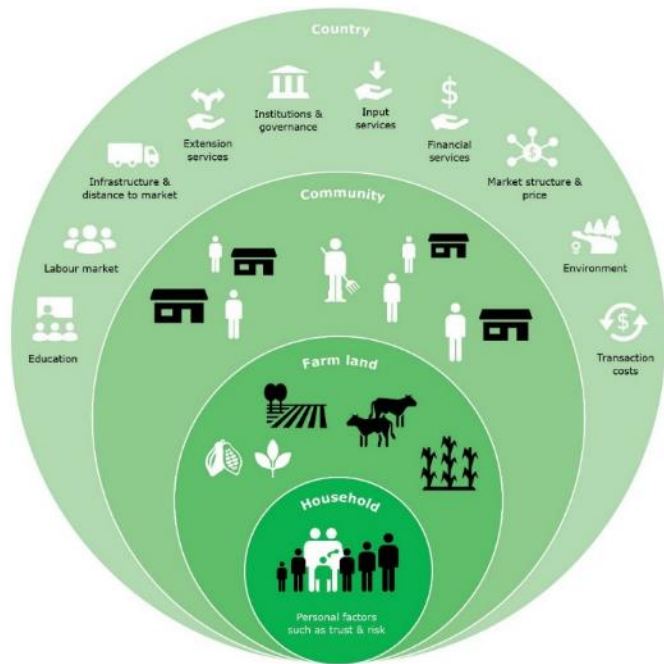 Country
Institutions &
governance
Input
services
Extension
services
Financial
services
Infrastructure &
distance to market
Market structure &
price
Community
Labour market
Environment
Education
Transaction
costs
Farm land
Household
Personal factors
such as trust & risk